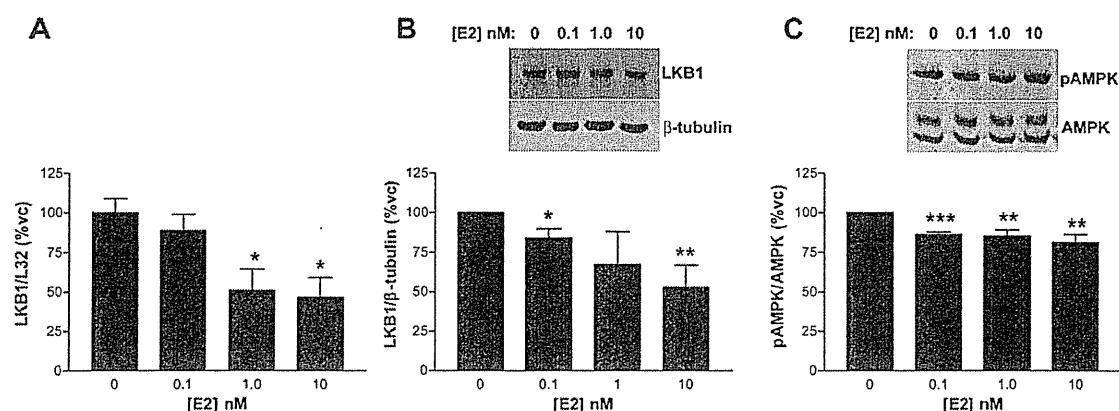 A
B
[E2] nM: 0 0.1 1.0 10
LKB1
β-tubulin
C
[E2] nM: 0 0.1 1.0 10
pAMPK
AMPK
LKB1/L32 (%vc)
125
100
75
50
25
0
* *
0 0.1 1.0 10
[E2] nM
LKB1/β-tubulin (%vc)
125
100
75
50
25
0
* **
0 0.1 1 10
[E2] nM
pAMPK/AMPK (%vc)
125
100
75
50
25
0
*** ** **
0 0.1 1.0 10
[E2] nM